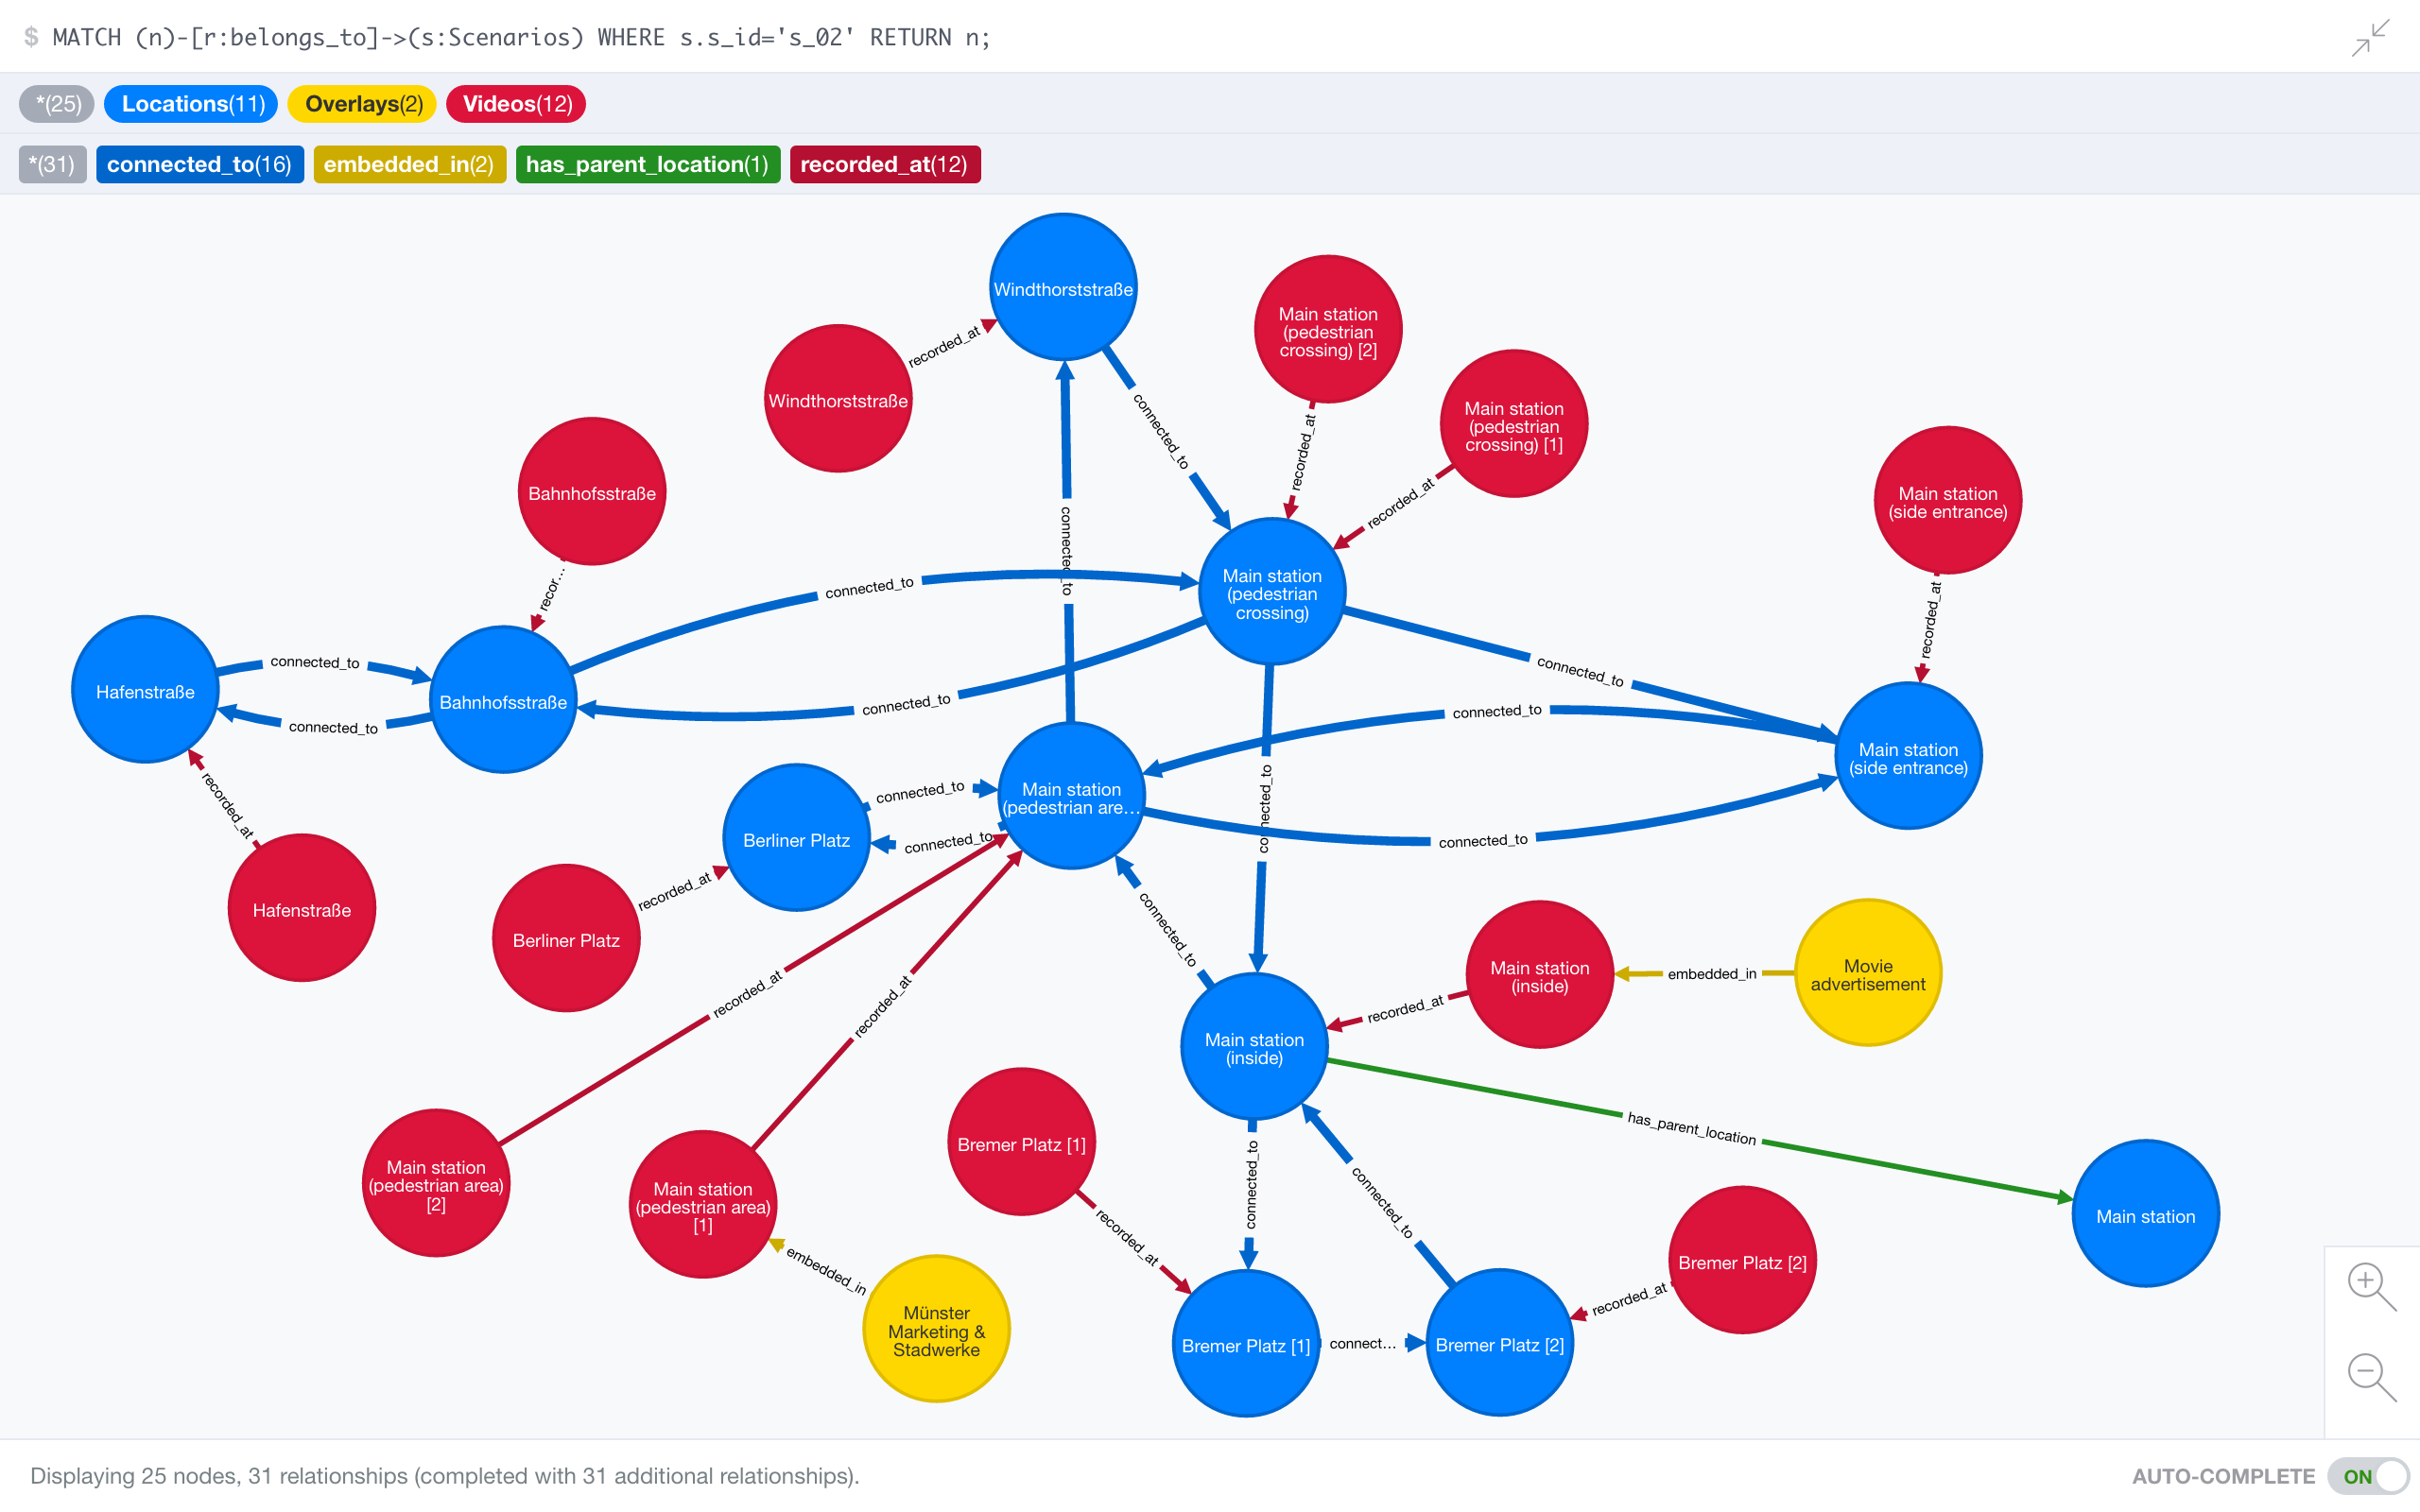 $ MATCH (n)-[r:belongs_to]->(s:Scenarios) WHERE s.s_id='s_02' RETURN n;
*(25) Locations(11) Overlays(2) Videos(12)
*(31) connected_to(16) embedded_in(2) has_parent_location(1) recorded_at(12)
Windthorststraße
Main station
(pedestrian
crossing) [2]
recorded_at
Windthorststraße
Main station
(pedestrian
crossing) [1]
connected_to
recorded_at
Bahnhofsstraße
Main station
(side entrance)
recorded_at
connected_to
recor…
connected_to
Main station
(pedestrian
crossing)
recorded_at
Hafenstraße
connected_to
Bahnhofsstraße
connected_to
connected_to
connected_to
connected_to
Main station
(side entrance)
Main station
(pedestrian are…
connected_to
connected_to
recorded_at
Berliner Platz
connected_to
connected_to
connected_to
Hafenstraße
recorded_at
Berliner Platz
connected_to
Main station
(inside)
embedded_in
Movie
advertisement
recorded_at
recorded_at
recorded_at
Main station
(inside)
has_parent_location
Main station
(pedestrian area)
[2]
Main station
(pedestrian area)
[1]
Bremer Platz [1]
connected_to
connected_to
Main station
recorded_at
embedded_in
Bremer Platz [2]
recorded_at
Münster
Marketing &
Stadwerke
Bremer Platz [1]
connect…
Bremer Platz [2]
Displaying 25 nodes, 31 relationships (completed with 31 additional relationships).
AUTO-COMPLETE ON